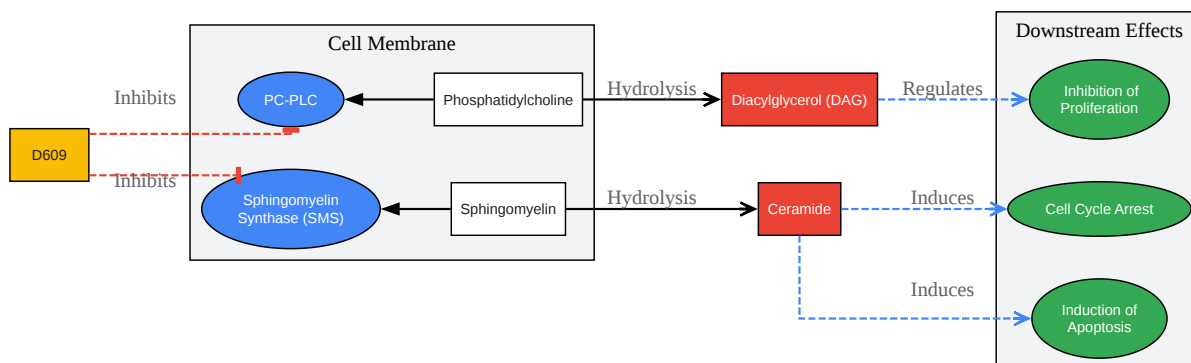 Cell Membrane
Downstream Effects
Inhibits
PC-PLC
Phosphatidylcholine
Hydrolysis
Diacylglycerol (DAG)
Regulates
Inhibition of
Proliferation
D609
Inhibits
Sphingomyelin
Synthase (SMS)
Sphingomyelin
Hydrolysis
Ceramide
Induces
Cell Cycle Arrest
Induces
Induction of
Apoptosis